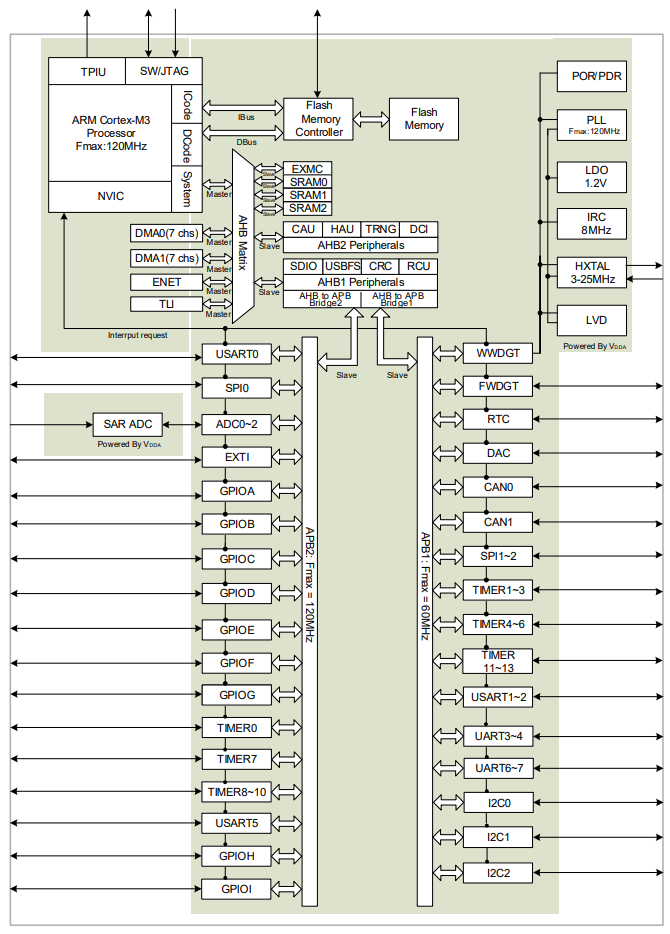 TPIU
SW/JTAG
ARM Cortex-M3
Processor
Fmax:120MHz
ICode
DCode
System
NVIC
IBus
DBus
Flash
Memory
Controller
Flash
Memory
POR/PDR
PLL
Fmax:120MHz
LDO
1.2V
IRC
8MHz
HXTAL
3-25MHz
LVD
Powered By VDDA
Master
AHB Matrix
Slave
EXMC
Slave
SRAM0
Slave
SRAM1
Slave
SRAM2
DMA0(7 chs)
Master
DMA1(7 chs)
Master
ENET
Master
TLI
Master
Slave
CAU
HAU
TRNG
DCI
AHB2 Peripherals
Slave
SDIO
USBFS
CRC
RCU
AHB1 Peripherals
AHB to APB
Bridge2
AHB to APB
Bridge1
Interrput request
Slave
Slave
USART0
SPI0
SAR ADC
Powered By VDDA
ADC0~2
EXTI
GPIOA
GPIOB
GPIOC
GPIOD
GPIOE
GPIOF
GPIOG
TIMER0
TIMER7
TIMER8~10
USART5
GPIOH
GPIOI
APB2: Fmax = 120MHz
APB1: Fmax = 60MHz
WWDGT
FWDGT
RTC
DAC
CAN0
CAN1
SPI1~2
TIMER1~3
TIMER4~6
TIMER
11~13
USART1~2
UART3~4
UART6~7
I2C0
I2C1
I2C2